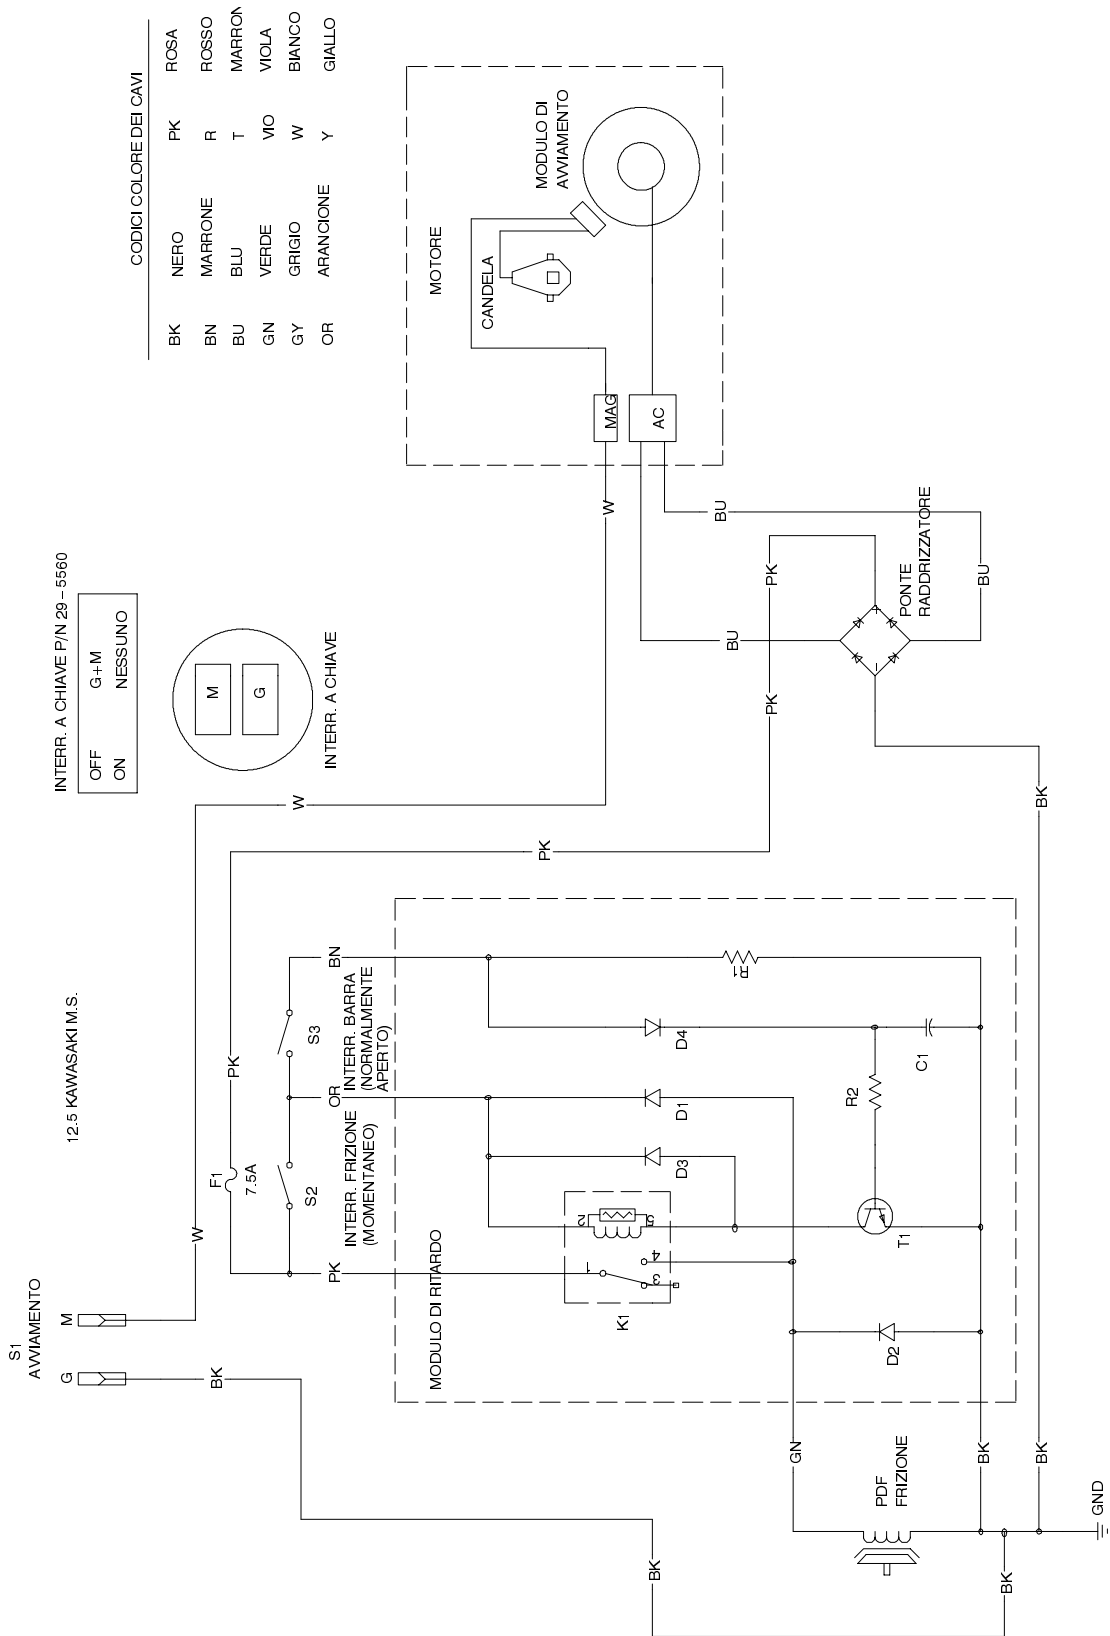 CODICI COLORE DEI CAVI
BK NERO PK ROSA
BN MARRONE R ROSSO
BU BLU T MARRON
GN VERDE VIO VIOLA
GY GRIGIO W BIANCO
OR ARANCIONE Y GIALLO
INTERR. A CHIAVE P/N 29-5560
OFF G+M
ON NESSUNO
M
G
INTERR. A CHIAVE
12.5 KAWASAKI M.S.
S1
AVVIAMENTO
G
M
MOTORE
CANDELA
MODULO DI
AVVIAMENTO
MAG
AC
W
W
W
BU
BU
BU
PK
PK
PK
PK
PK
PONTE
RADDRIZZATORE
+
-
F1
7.5A
S2
INTERR. FRIZIONE
(MOMENTANEO)
OR
S3
INTERR. BARRA
(NORMALMENTE
APERTO)
BN
MODULO DI RITARDO
K1
1
2
3
4
5
D3
D1
D4
R1
R2
C1
T1
D2
GN
PDF
FRIZIONE
BK
BK
BK
BK
BK
BK
GND